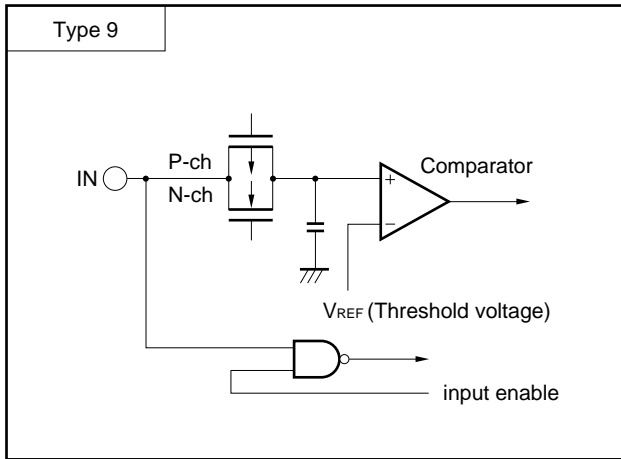 Type 9
P-ch
IN
N-ch
Comparator
+
−
VREF (Threshold voltage)
input enable